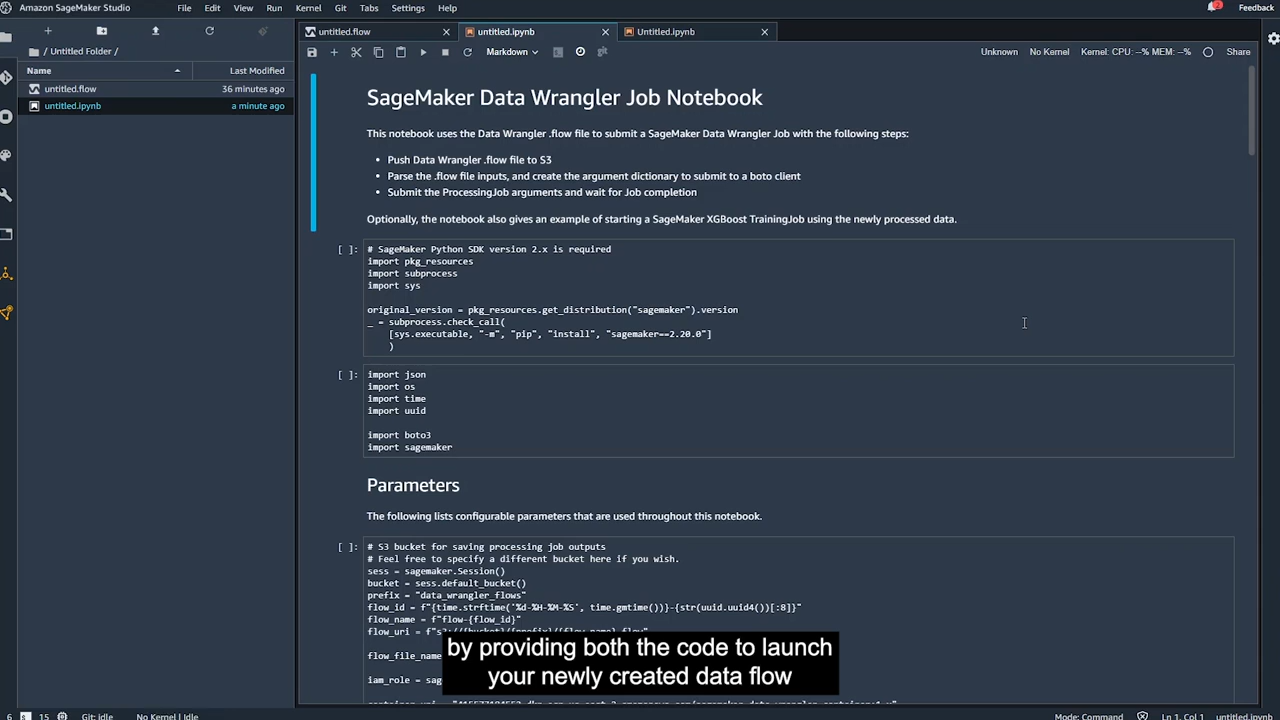 Amazon SageMaker Studio File Edit View Run Kernel Git Tabs Settings Help Feedback
untitled.flow untitled.ipynb Untitled.ipynb
/ Untitled Folder /
Markdown Unknown No Kernel Kernel: CPU: –% MEM: –% Share
Name Last Modified
untitled.flow 36 minutes ago
untitled.ipynb a minute ago
SageMaker Data Wrangler Job Notebook
This notebook uses the Data Wrangler .flow file to submit a SageMaker Data Wrangler Job with the following steps:
• Push Data Wrangler .flow file to S3
• Parse the .flow file inputs, and create the argument dictionary to submit to a boto client
• Submit the ProcessingJob arguments and wait for Job completion
Optionally, the notebook also gives an example of starting a SageMaker XGBoost TrainingJob using the newly processed data.
[ ]: # SageMaker Python SDK version 2.x is required
import pkg_resources
import subprocess
import sys
original_version = pkg_resources.get_distribution("sagemaker").version
_ = subprocess.check_call(
[sys.executable, "-m", "pip", "install", "sagemaker==2.20.0"]
)
[ ]: import json
import os
import time
import uuid
import boto3
import sagemaker
Parameters
The following lists configurable parameters that are used throughout this notebook.
[ ]: # S3 bucket for saving processing job outputs
# Feel free to specify a different bucket here if you wish.
sess = sagemaker.Session()
bucket = sess.default_bucket()
prefix = "data_wrangler_flows"
flow_id = f"{time.strftime('%d-%H-%M-%S', time.gmtime())}-{str(uuid.uuid4())[:8]}"
flow_name = f"flow-{flow_id}"
flow_uri =
flow_file_name
iam_role =
by providing both the code to launch
your newly created data flow
6 15 Git: idle No Kernel | Idle Mode: Command Ln 1, Col 1 untitled.ipynb